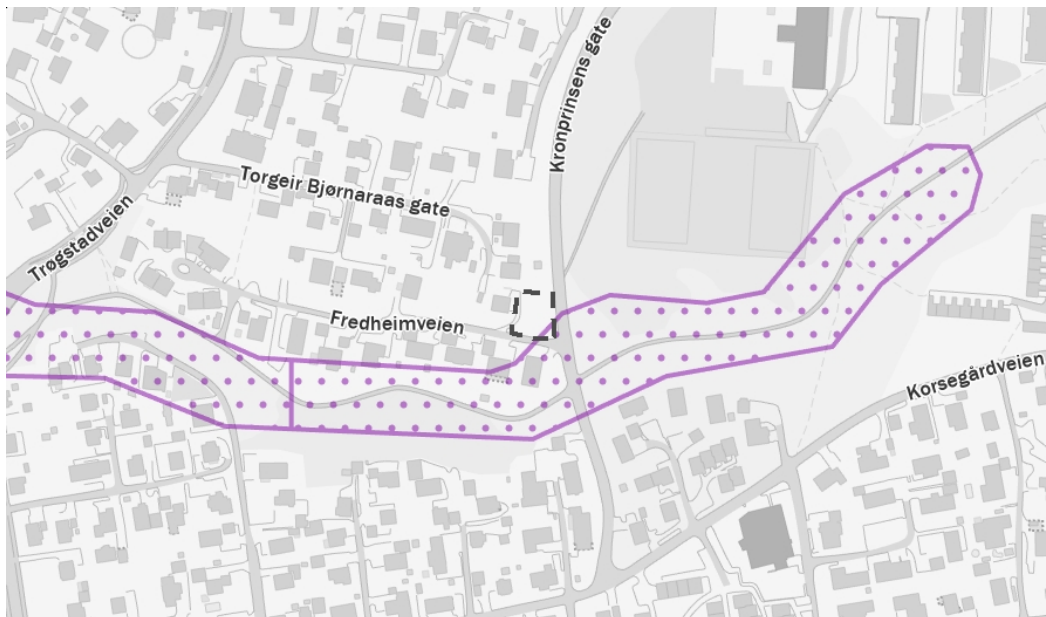 Kronprinsens gate
Torgeir Bjørnaraas gate
Trøgstadveien
Fredheimveien
Korsegårdveien